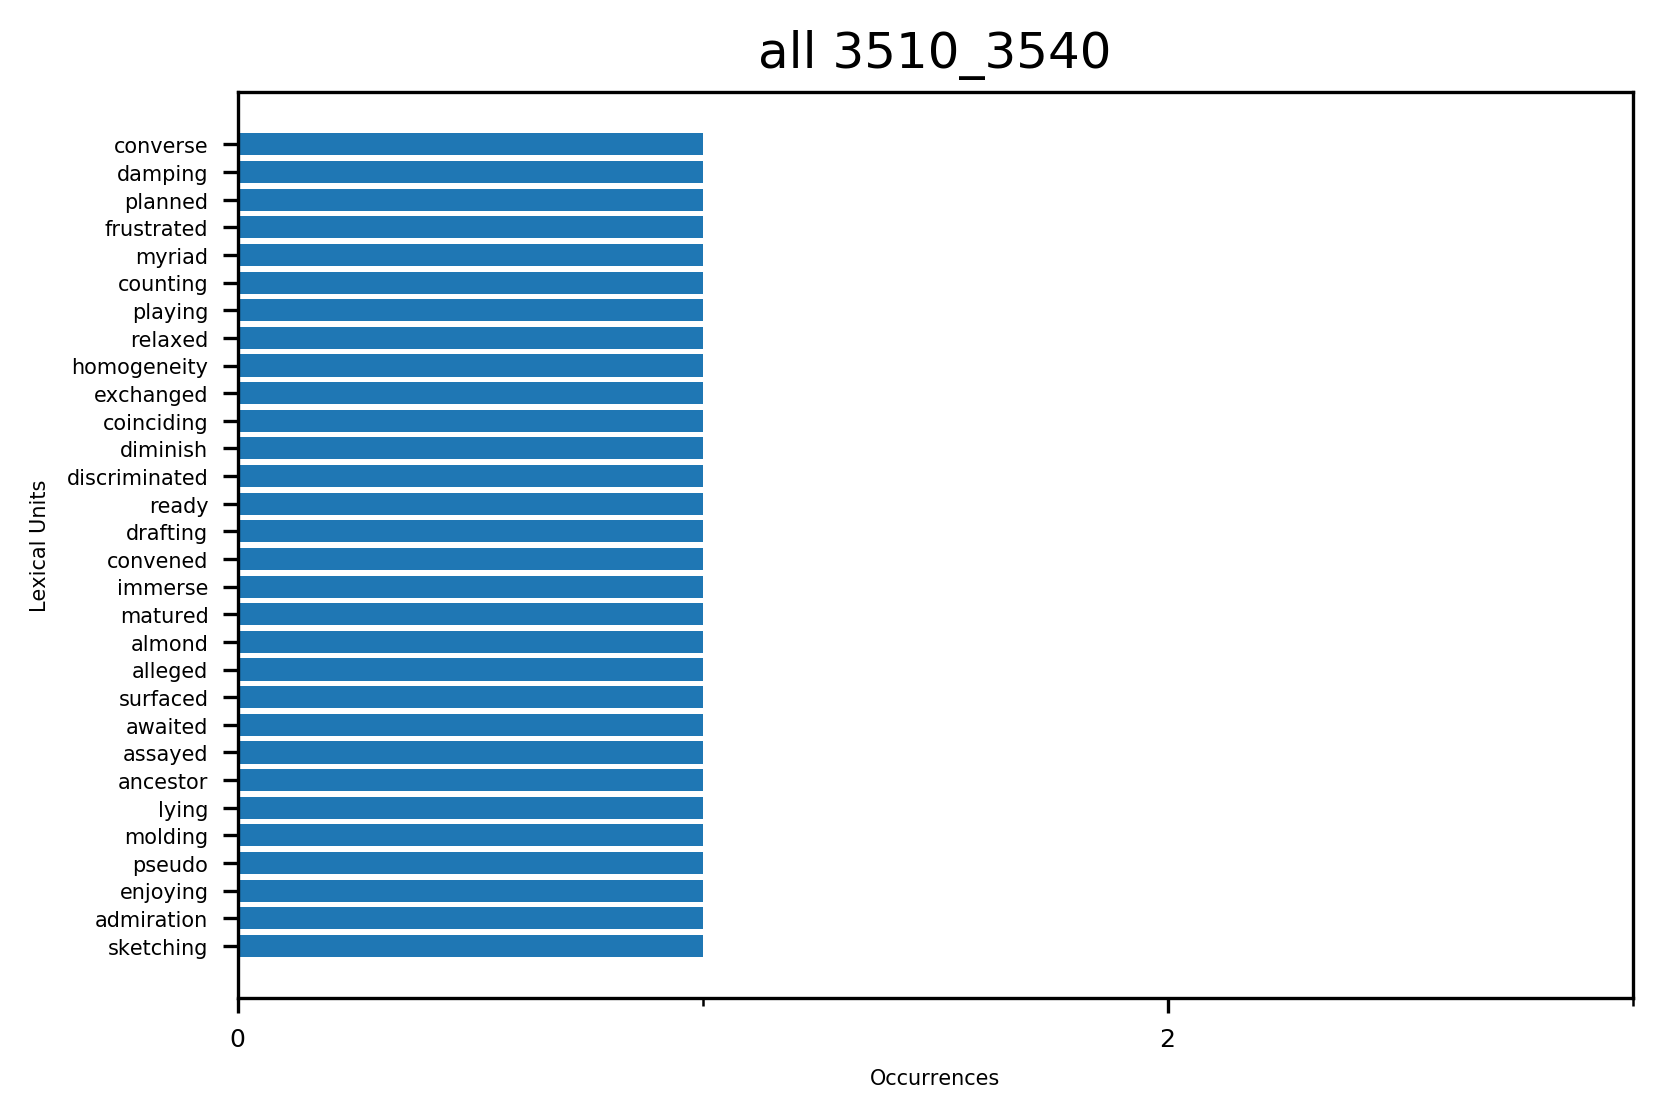 all 3510_3540
converse
damping
planned
frustrated
myriad
counting
playing
relaxed
homogeneity
exchanged
coinciding
diminish
discriminated
ready
drafting
convened
immerse
matured
almond
alleged
surfaced
awaited
assayed
ancestor
lying
molding
pseudo
enjoying
admiration
sketching
Lexical Units
0 2
Occurrences